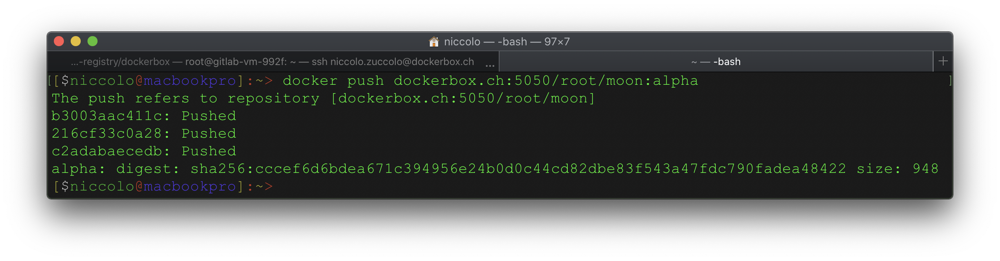 niccolo — -bash — 97×7
...-registry/dockerbox — root@gitlab-vm-992f: ~ — ssh niccolo.zuccolo@dockerbox.ch ...
~ — -bash +
[[$niccolo@macbookpro]:~> docker push dockerbox.ch:5050/root/moon:alpha ]
The push refers to repository [dockerbox.ch:5050/root/moon]
b3003aac411c: Pushed
216cf33c0a28: Pushed
c2adabaecedb: Pushed
alpha: digest: sha256:cccef6d6bdea671c394956e24b0d0c44cd82dbe83f543a47fdc790fadea48422 size: 948
[$niccolo@macbookpro]:~>